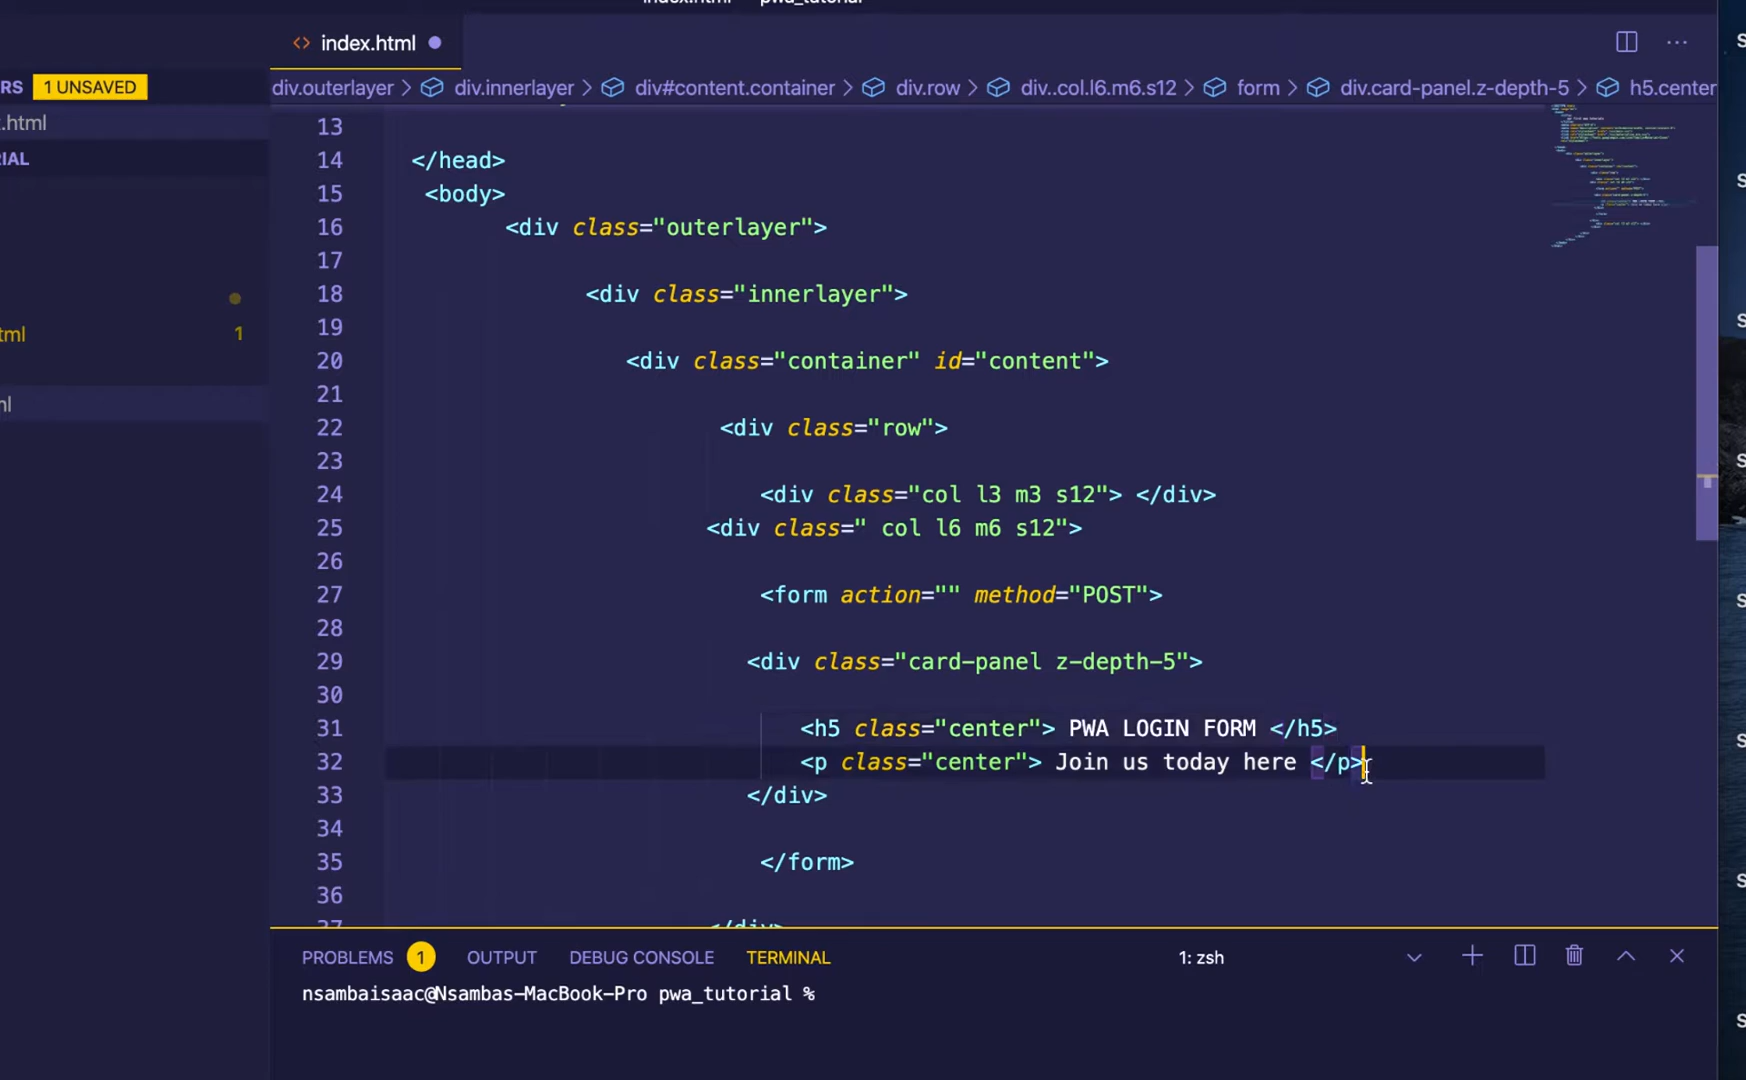 index.html
RS 1 UNSAVED
.html
div.outerlayer > div.innerlayer > div#content.container > div.row > div..col.l6.m6.s12 > form > div.card-panel.z-depth-5 > h5.center
RIAL
tml 1
ml
13
14 </head>
15 <body>
16 <div class="outerlayer">
17
18 <div class="innerlayer">
19
20 <div class="container" id="content">
21
22 <div class="row">
23
24 <div class="col l3 m3 s12"> </div>
25 <div class=" col l6 m6 s12">
26
27 <form action="" method="POST">
28
29 <div class="card-panel z-depth-5">
30
31 <h5 class="center"> PWA LOGIN FORM </h5>
32 <p class="center"> Join us today here </p>
33 </div>
34
35 </form>
36
37 </div>
PROBLEMS 1 OUTPUT DEBUG CONSOLE TERMINAL 1: zsh
nsambaisaac@Nsambas-MacBook-Pro pwa_tutorial %